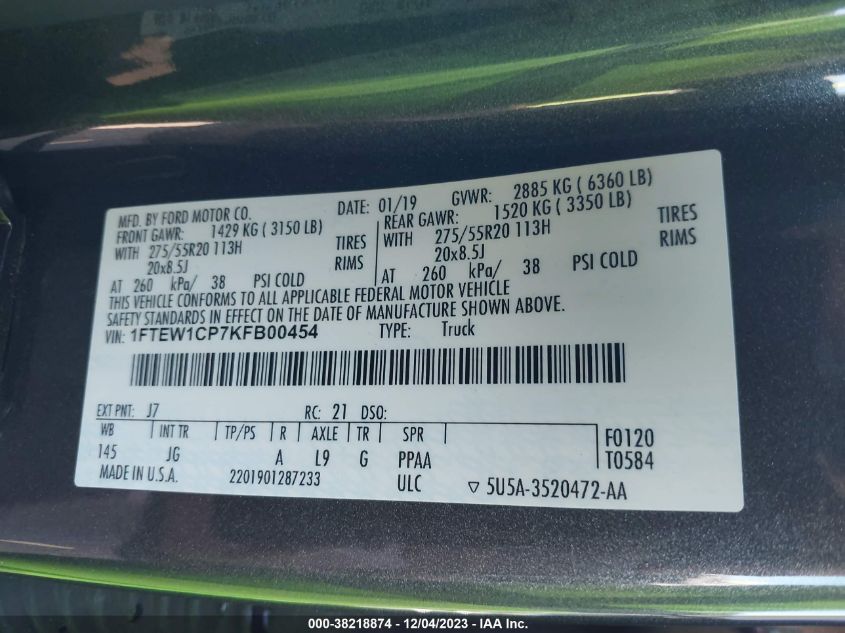 MFD. BY FORD MOTOR CO. DATE: 01/19 GVWR: 2885 KG ( 6360 LB)
FRONT GAWR: 1429 KG ( 3150 LB) REAR GAWR: 1520 KG ( 3350 LB)
WITH 275/55R20 113H TIRES WITH 275/55R20 113H TIRES
20x8.5J RIMS 20x8.5J RIMS
AT 260 kPa/ 38 PSI COLD AT 260 kPa/ 38 PSI COLD
THIS VEHICLE CONFORMS TO ALL APPLICABLE FEDERAL MOTOR VEHICLE
SAFETY STANDARDS IN EFFECT ON THE DATE OF MANUFACTURE SHOWN ABOVE.
VIN: 1FTEW1CP7KFB00454 TYPE: Truck
EXT PNT: J7 RC: 21 DSO:
WB INT TR TP/PS R AXLE TR SPR F0120
145 JG A L9 G PPAA T0584
MADE IN U.S.A. 2201901287233 ULC ▽ 5U5A-3520472-AA
000-38218874 - 12/04/2023 - IAA Inc.